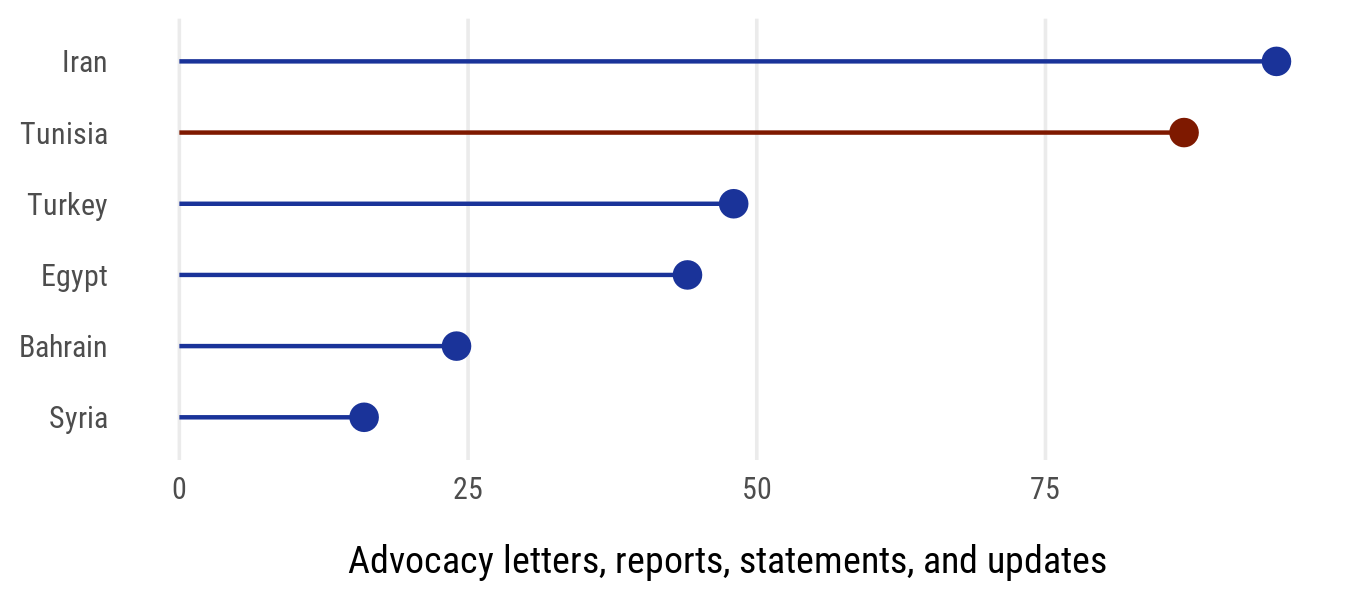 Iran
Tunisia
Turkey
Egypt
Bahrain
Syria
0 25 50 75
Advocacy letters, reports, statements, and updates